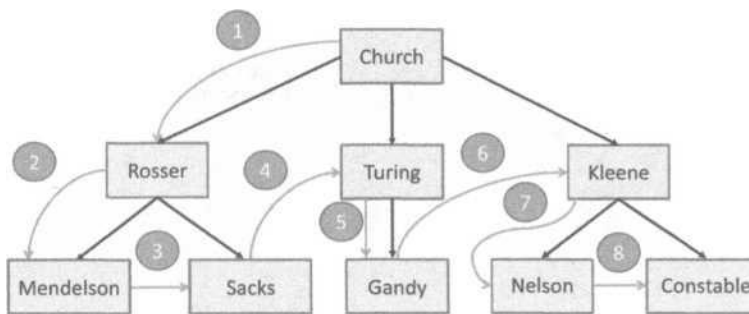 1
Church
2
Rosser
4
Turing
6
Kleene
5
7
3
8
Mendelson
Sacks
Gandy
Nelson
Constable